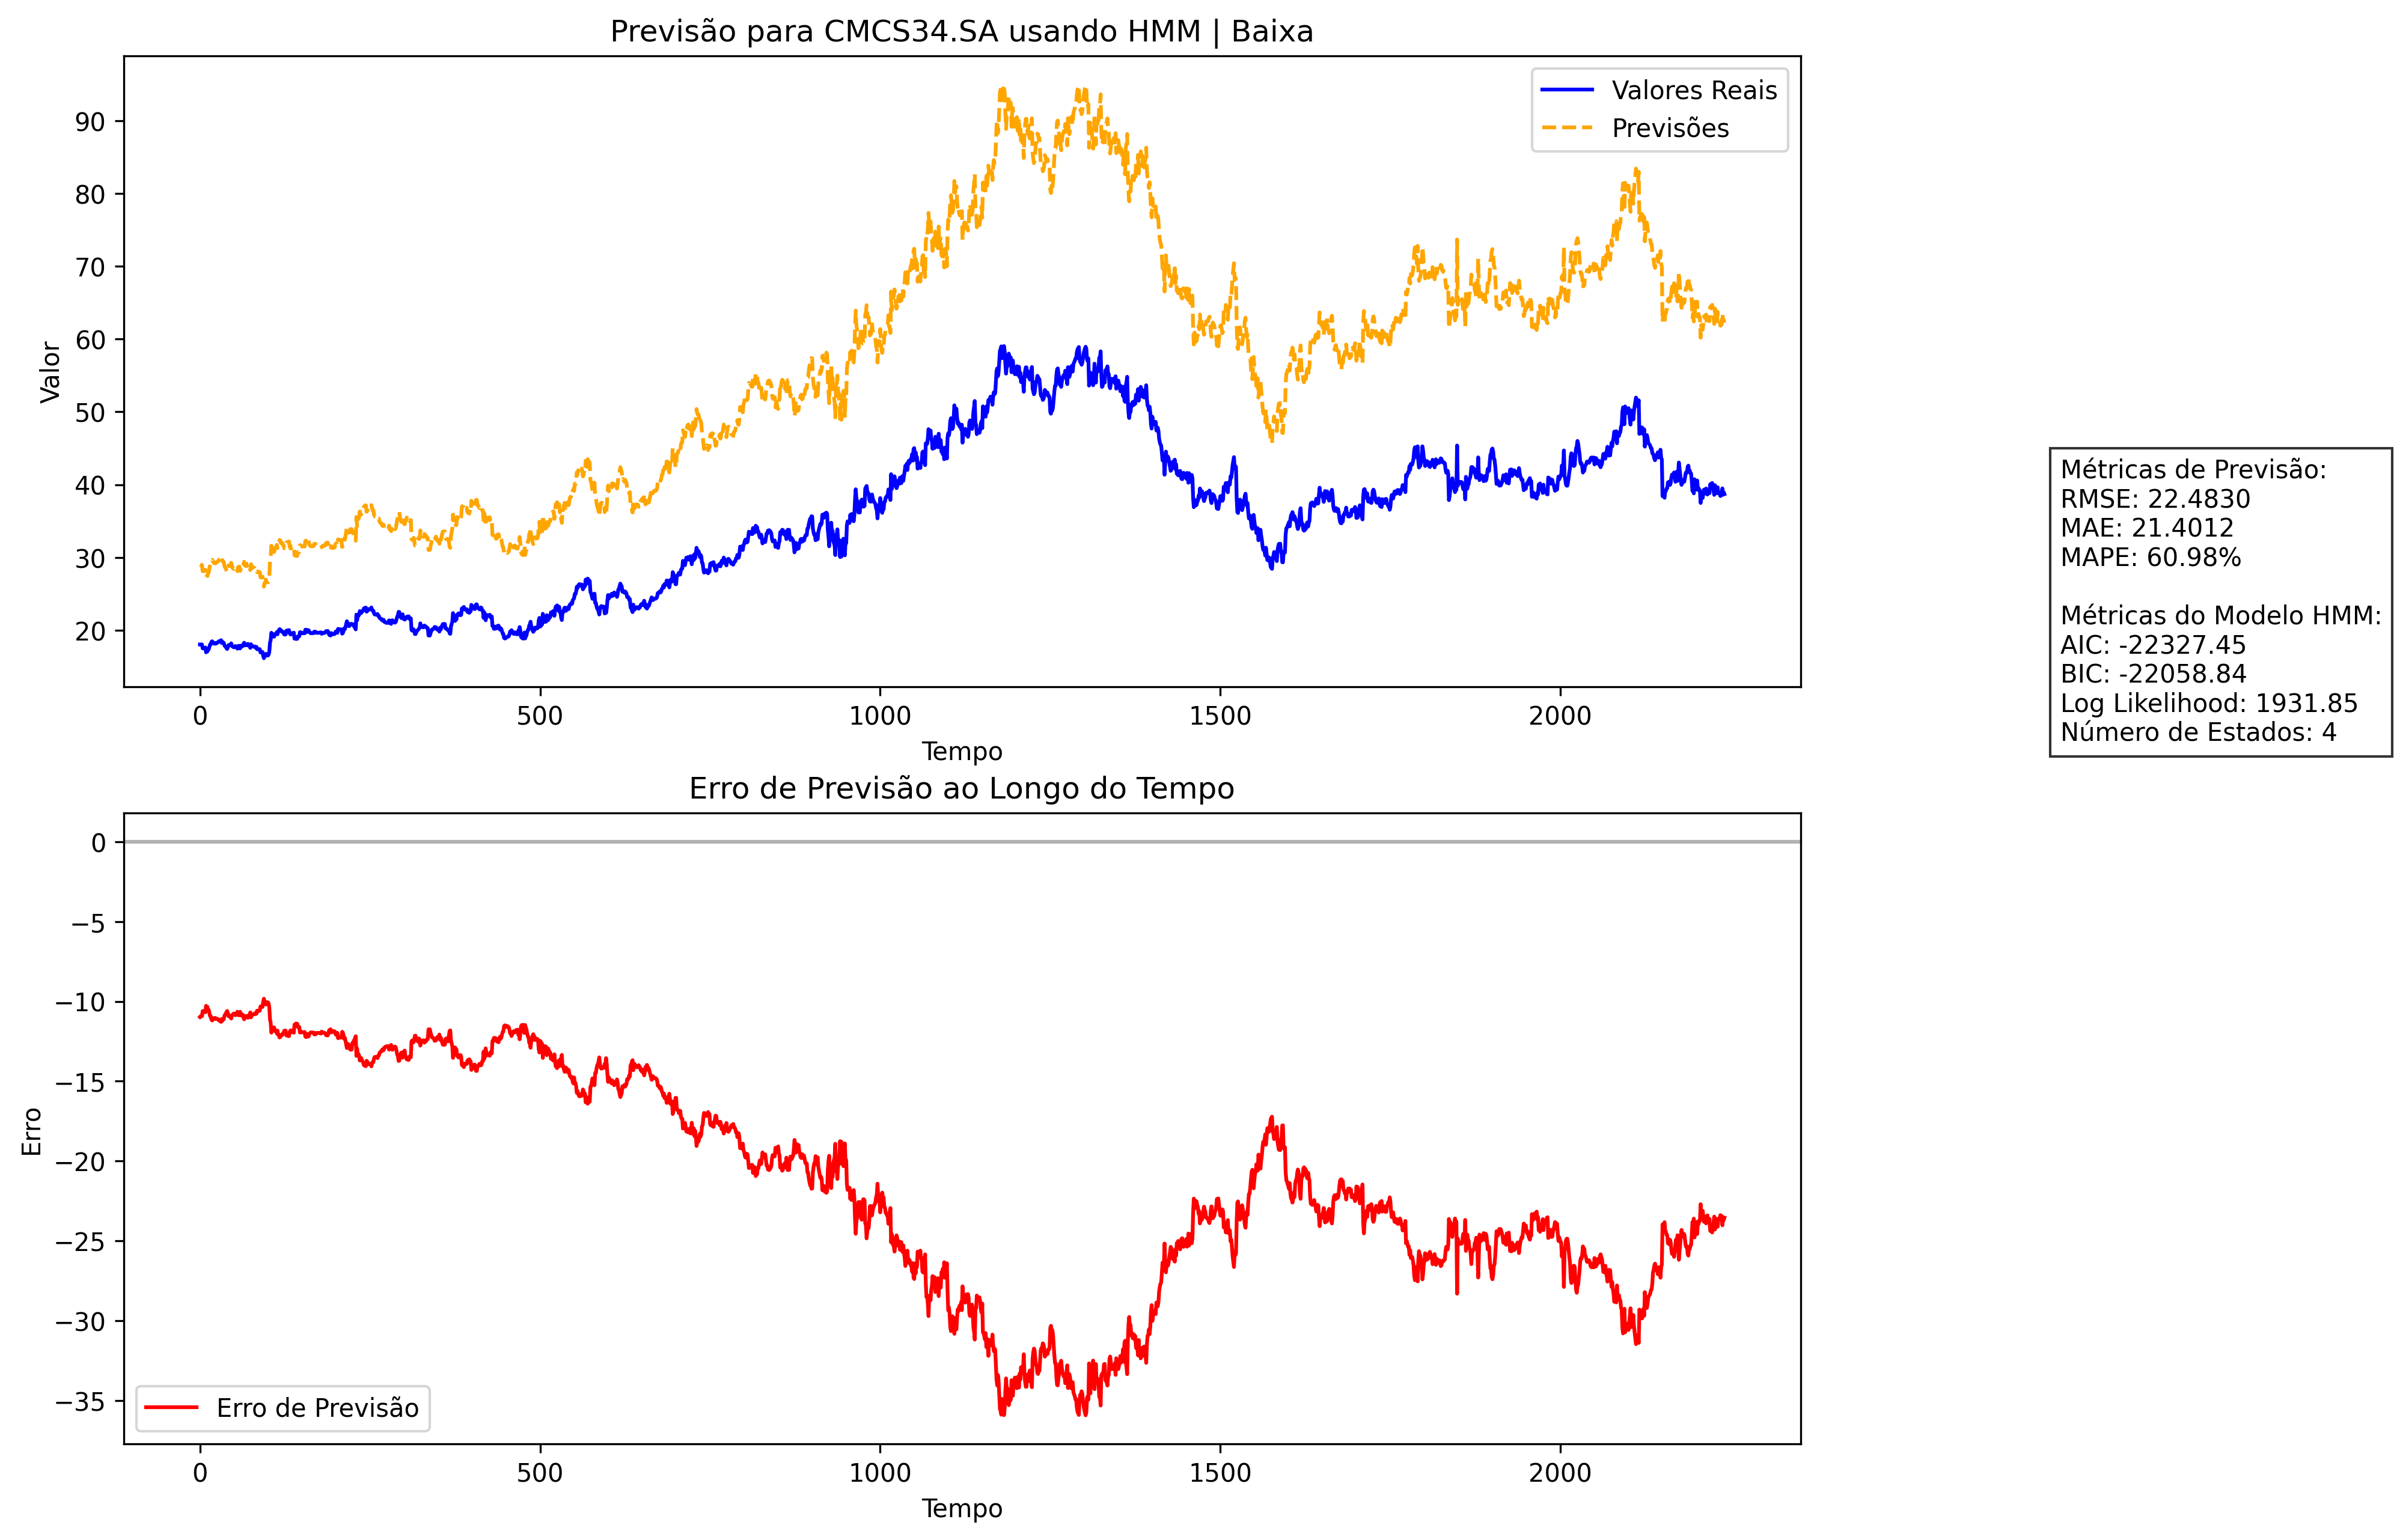 Previsão para CMCS34.SA usando HMM | Baixa
Valores Reais
Previsões
Valor
90
80
70
60
50
40
30
20
0
500
1000
1500
2000
Tempo
Métricas de Previsão:
RMSE: 22.4830
MAE: 21.4012
MAPE: 60.98%
Métricas do Modelo HMM:
AIC: -22327.45
BIC: -22058.84
Log Likelihood: 1931.85
Número de Estados: 4
Erro de Previsão ao Longo do Tempo
Erro
0
−5
−10
−15
−20
−25
−30
−35
Erro de Previsão
0
500
1000
1500
2000
Tempo